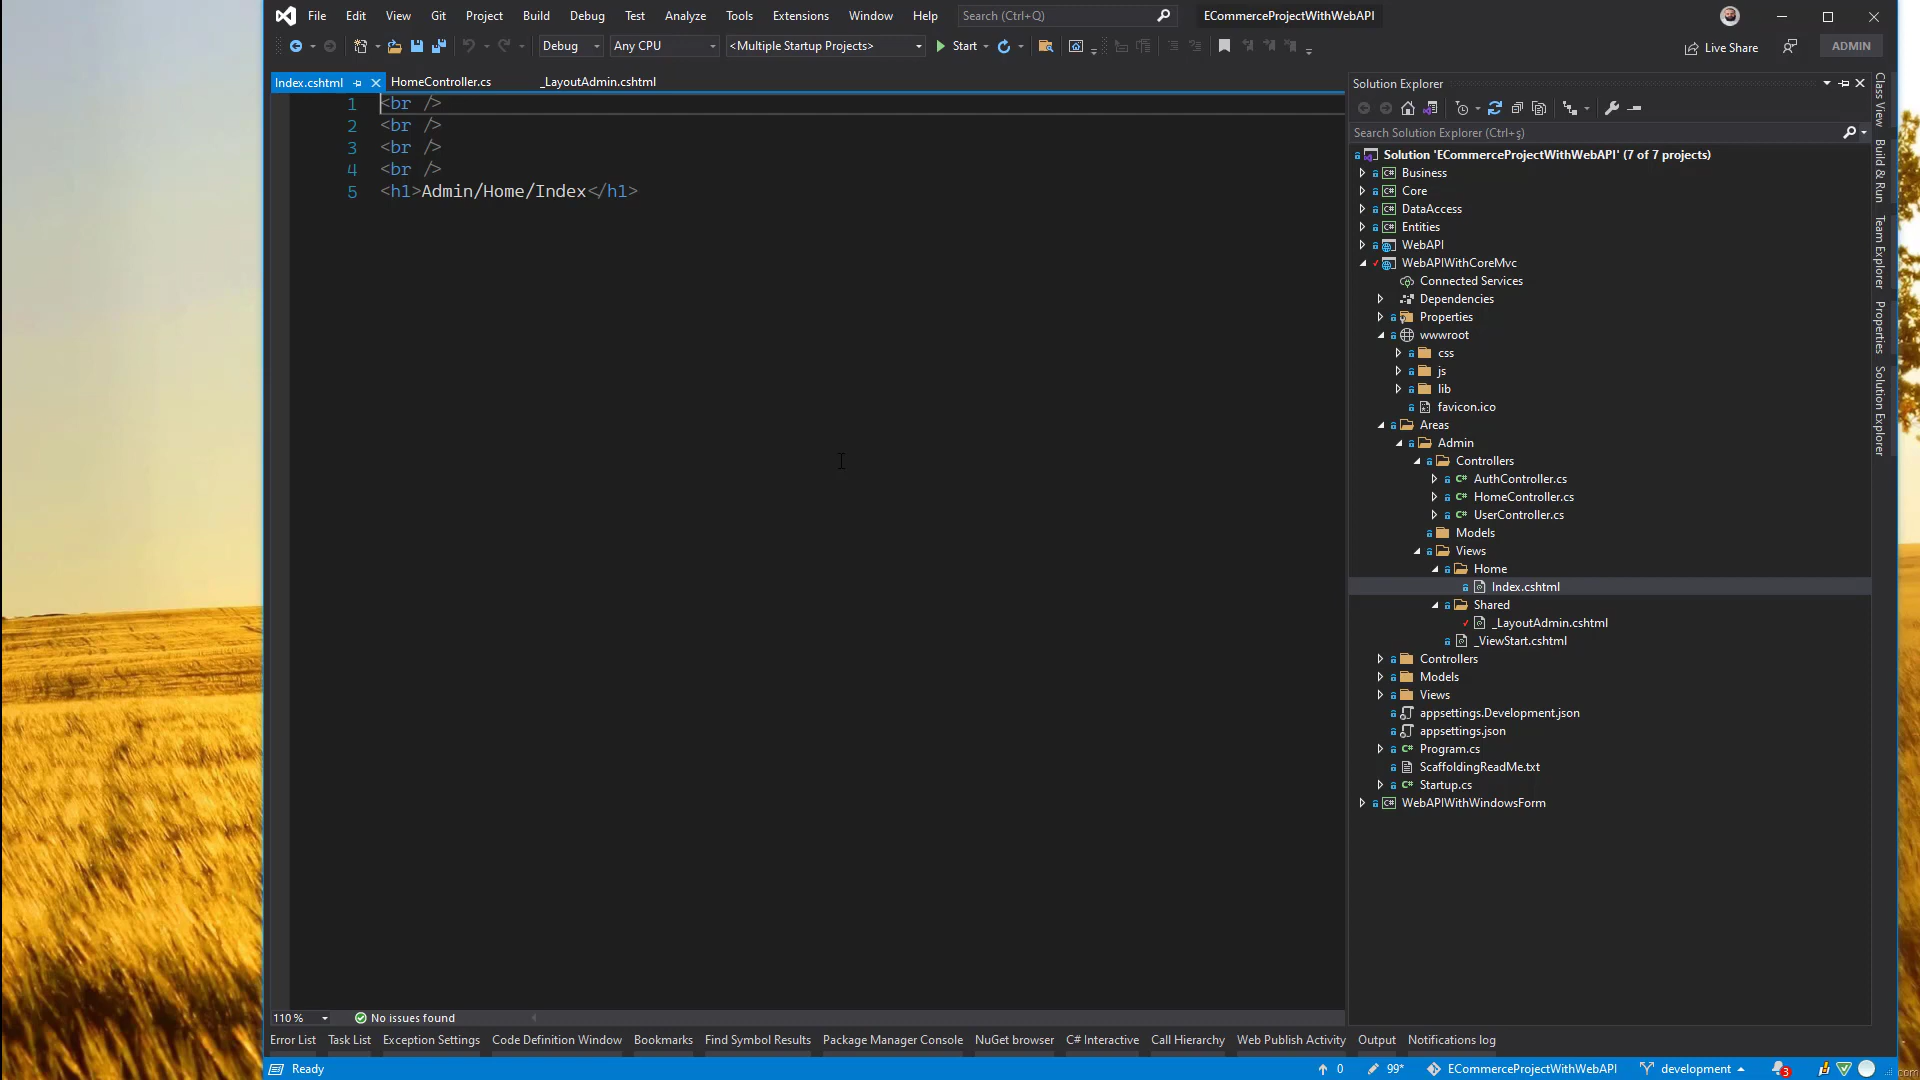 File Edit View Git Project Build Debug Test Analyze Tools Extensions Window Help Search (Ctrl+Q) ECommerceProjectWithWebAPI
Debug Any CPU <Multiple Startup Projects> Start Live Share ADMIN
Index.cshtml HomeController.cs _LayoutAdmin.cshtml
1 <br />
2 <br />
3 <br />
4 <br />
5 <h1>Admin/Home/Index</h1>
Solution Explorer
Search Solution Explorer (Ctrl+ş)
Solution 'ECommerceProjectWithWebAPI' (7 of 7 projects)
Business
Core
DataAccess
Entities
WebAPI
WebAPIWithCoreMvc
Connected Services
Dependencies
Properties
wwwroot
css
js
lib
favicon.ico
Areas
Admin
Controllers
AuthController.cs
HomeController.cs
UserController.cs
Models
Views
Home
Index.cshtml
Shared
_LayoutAdmin.cshtml
_ViewStart.cshtml
Controllers
Models
Views
appsettings.Development.json
appsettings.json
Program.cs
ScaffoldingReadMe.txt
Startup.cs
WebAPIWithWindowsForm
Class View
Build & Run
Team Explorer
Properties
Solution Explorer
110 % No issues found
Error List Task List Exception Settings Code Definition Window Bookmarks Find Symbol Results Package Manager Console NuGet browser C# Interactive Call Hierarchy Web Publish Activity Output Notifications log
Ready 0 99* ECommerceProjectWithWebAPI development 3
com